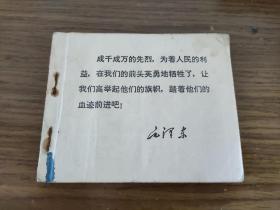 成千成万的先烈，为着人民的利
益，在我们的前头英勇地牺牲了，让
我们高举起他们的旗帜，踏着他们的
血迹前进吧！
毛泽东